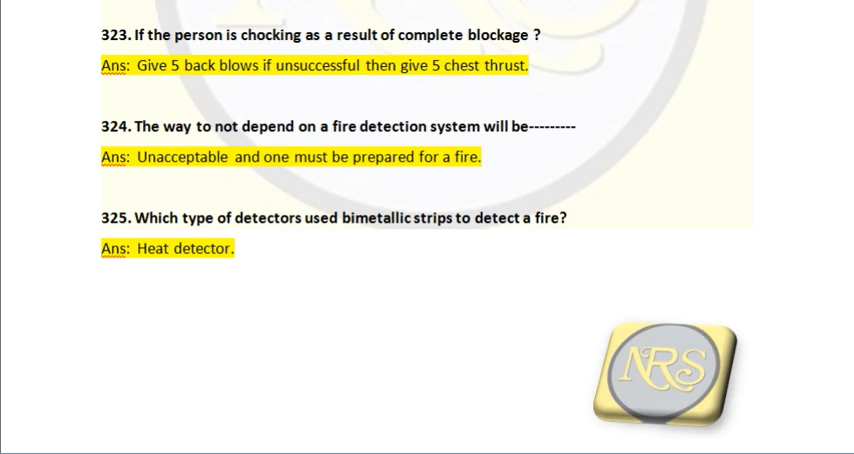 323. If the person is chocking as a result of complete blockage ?
Ans: Give 5 back blows if unsuccessful then give 5 chest thrust.
324. The way to not depend on a fire detection system will be---------
Ans: Unacceptable and one must be prepared for a fire.
325. Which type of detectors used bimetallic strips to detect a fire?
Ans: Heat detector.
NRS